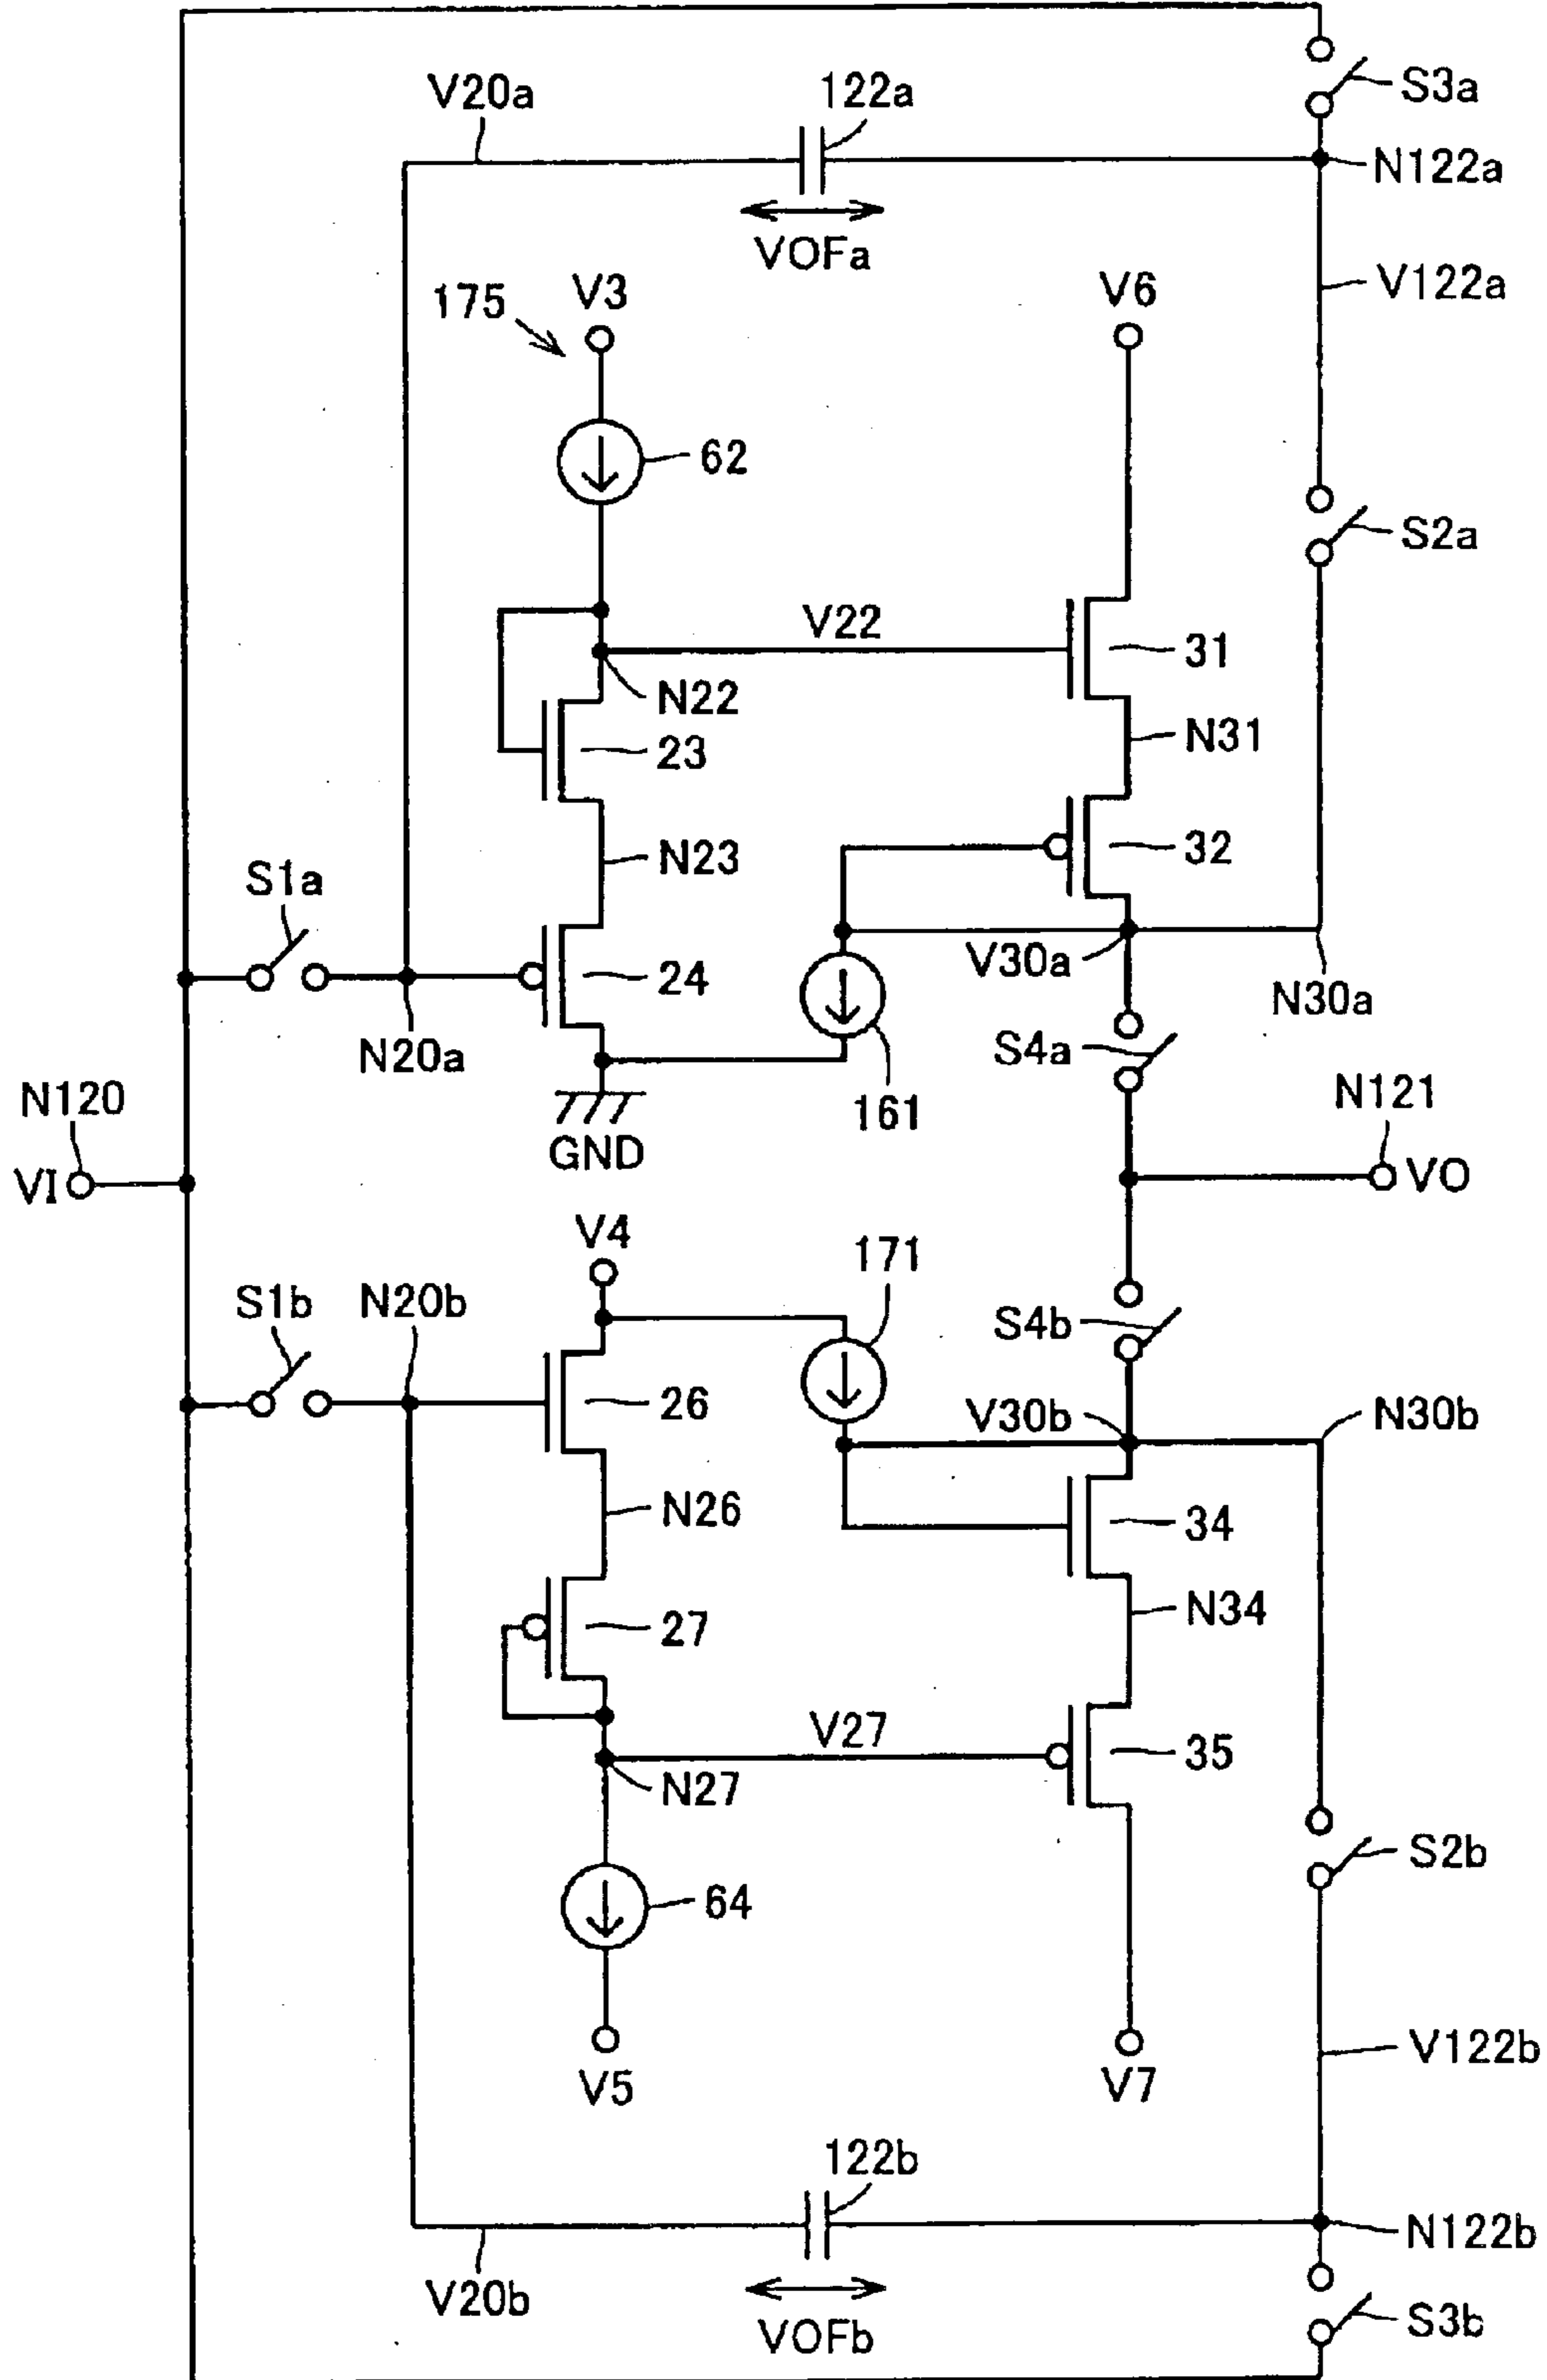 S3a
V20a
122a
N122a
VOFa
V122a
175
V3
V6
62
S2a
V22
31
N22
N31
23
32
N23
S1a
24
V30a
N30a
N20a
S4a
N120
161
N121
GND
VI
VO
V4
171
S1b
N20b
S4b
26
V30b
N30b
N26
34
27
N34
V27
35
N27
S2b
64
V122b
V5
V7
122b
N122b
V20b
VOFb
S3b